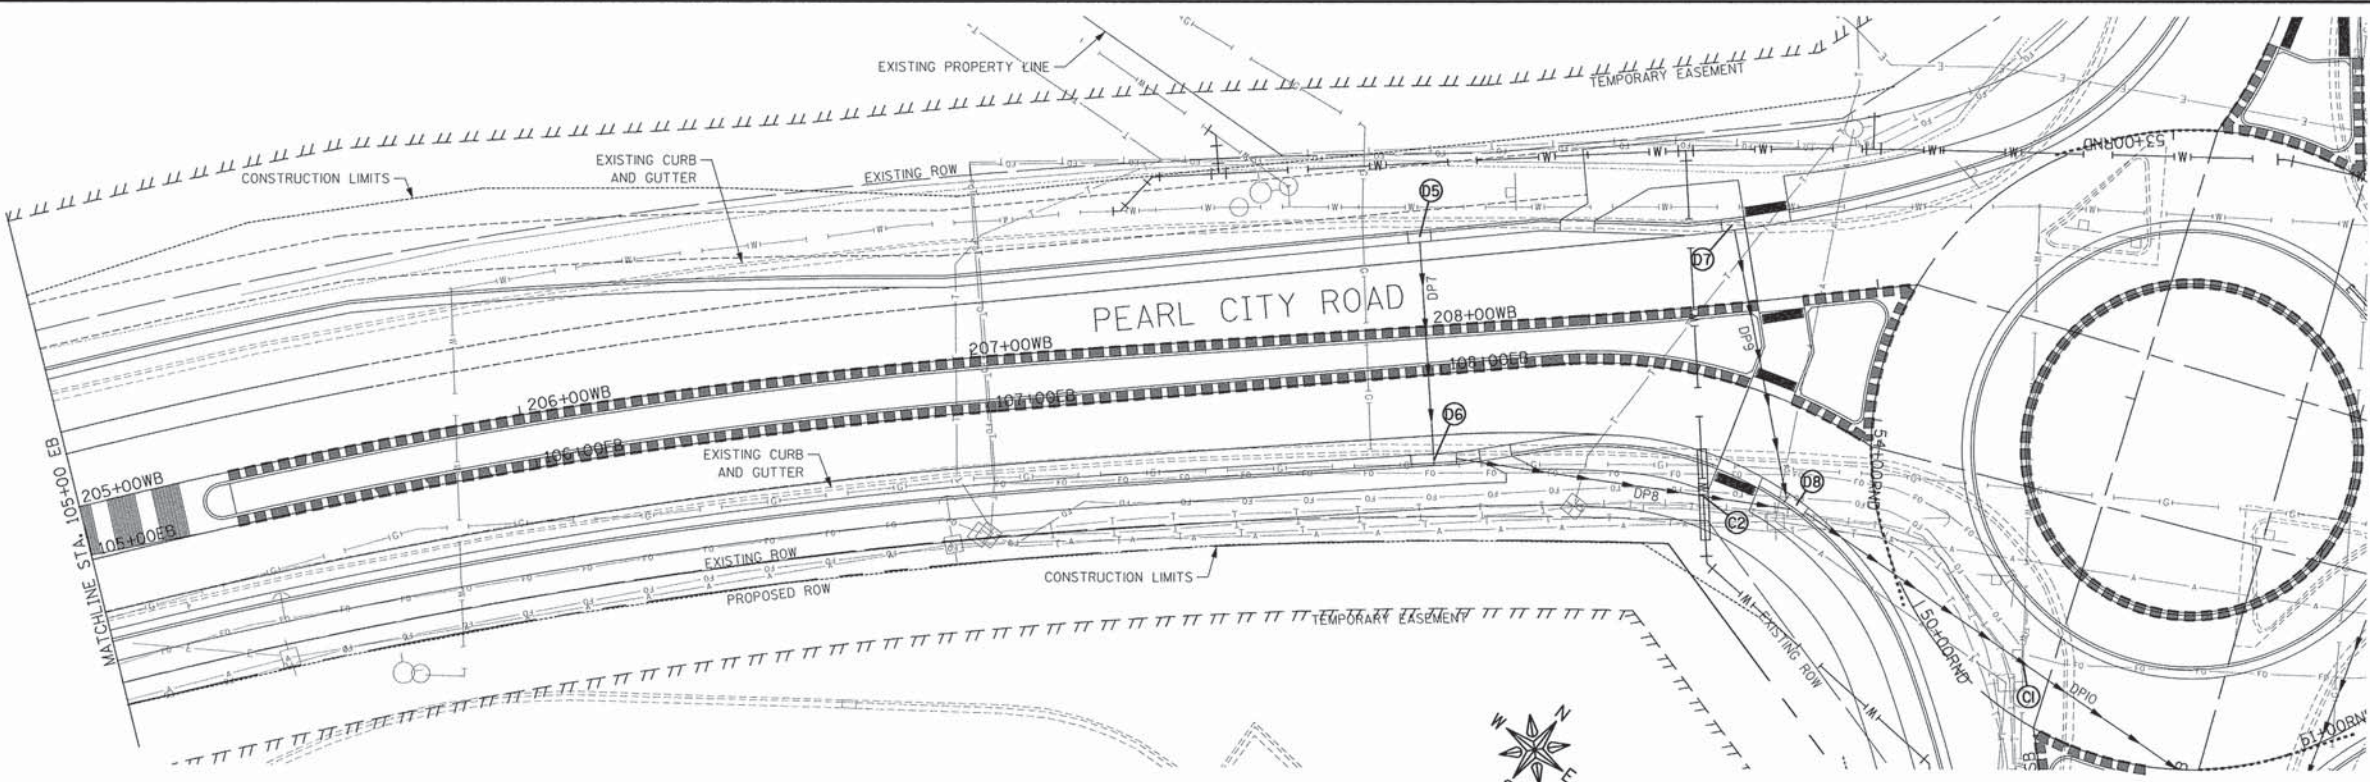 EXISTING PROPERTY LINE
TEMPORARY EASEMENT
EXISTING CURB
AND GUTTER
EXISTING ROW
CONSTRUCTION LIMITS
53+00RND
D5
D7
DP7
PEARL CITY ROAD
208+00WB
207+00WB
DP9
108+00EB
206+00WB
107+00EB
D6
106+00EB
EXISTING CURB
AND GUTTER
54+00RND
MATCHLINE STA. 105+00 EB
205+00WB
105+00EB
DP8
D8
C2
EXISTING ROW
PROPOSED ROW
CONSTRUCTION LIMITS
TEMPORARY EASEMENT
EXISTING ROW
50+00RND
C1
DP10
W
N
E